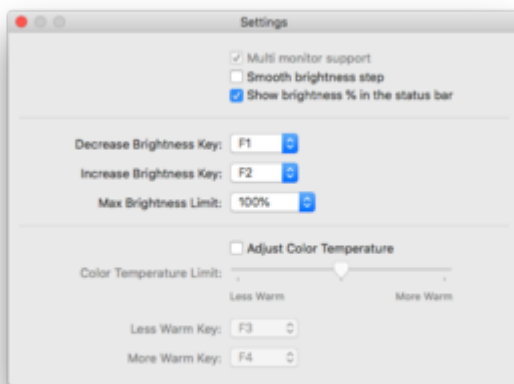 Settings
Multi monitor support
Smooth brightness step
Show brightness % in the status bar
Decrease Brightness Key: F1
Increase Brightness Key: F2
Max Brightness Limit: 100%
Adjust Color Temperature
Color Temperature Limit:
Less Warm More Warm
Less Warm Key: F3
More Warm Key: F4